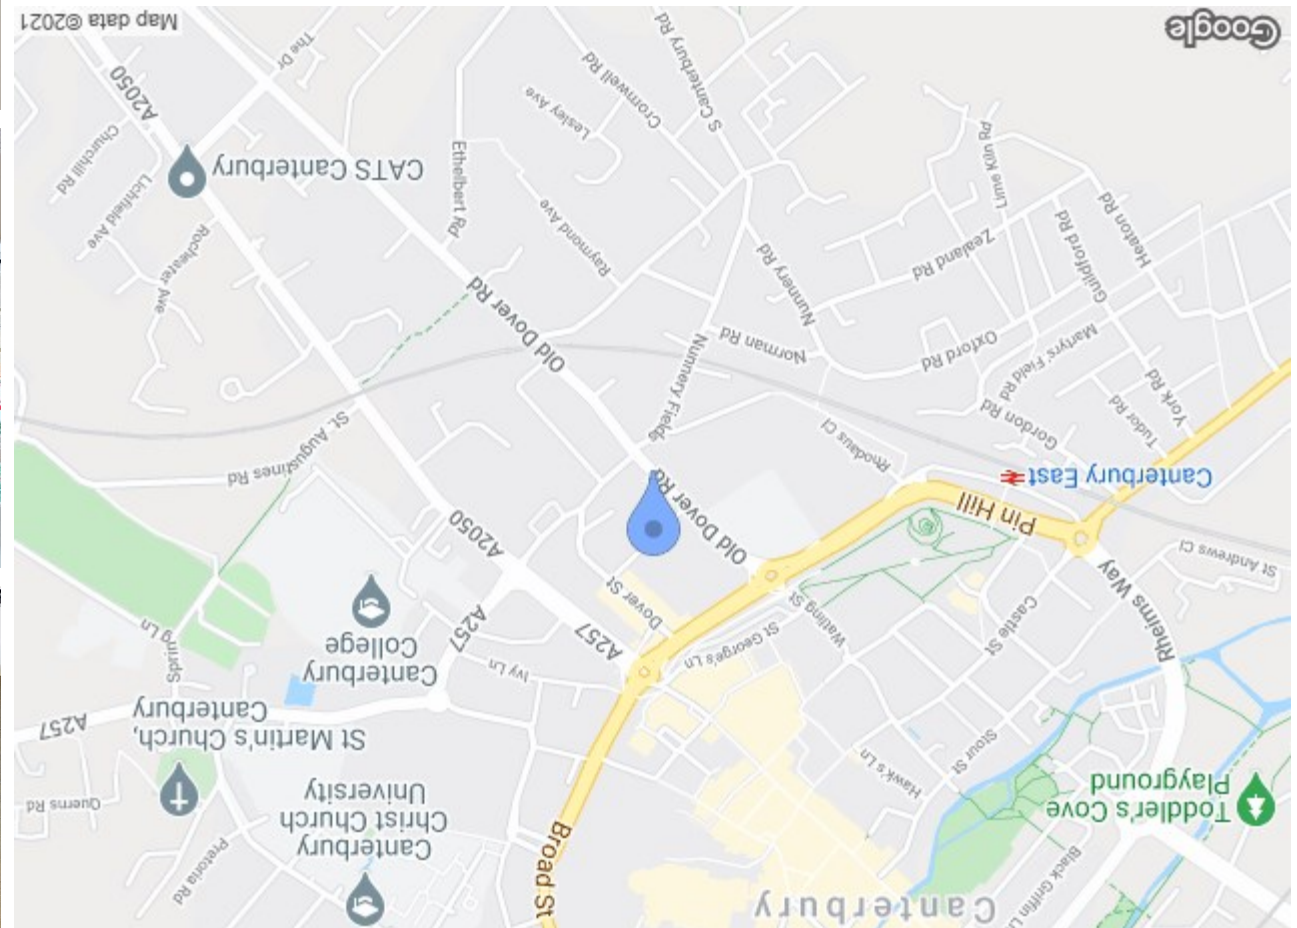 Canterbury
Black Griffin Ln
Broad St
Canterbury
Christ Church
University
Pretoria Rd
Toddler's Cove
Playground
Querns Rd
Hawk's Ln
Stour St
St Martin's Church,
Canterbury
A257
Ivy Ln
Canterbury
College
Spring Ln
St George's Ln
A257
A257
Rheims Way
Castle St
Watling St
Dover St
St Andrews Cl
Pin Hill
Old Dover Rd
A2050
Canterbury East
St. Augustines Rd
Rhodaus Cl
Gordon Rd
Tudor Rd
York Rd
Nunnery Fields
Martyrs' Field Rd
Oxford Rd
Norman Rd
Old Dover Rd
Guildford Rd
Heaton Rd
Zealand Rd
Nunnery Rd
Raymond Ave
Rochester Ave
Lime Kiln Rd
Ethelbert Rd
Lichfield Ave
CATS Canterbury
Churchill Rd
Lesley Ave
Cromwell Rd
S Canterbury Rd
A2050
The Dr
Google
Map data ©2021